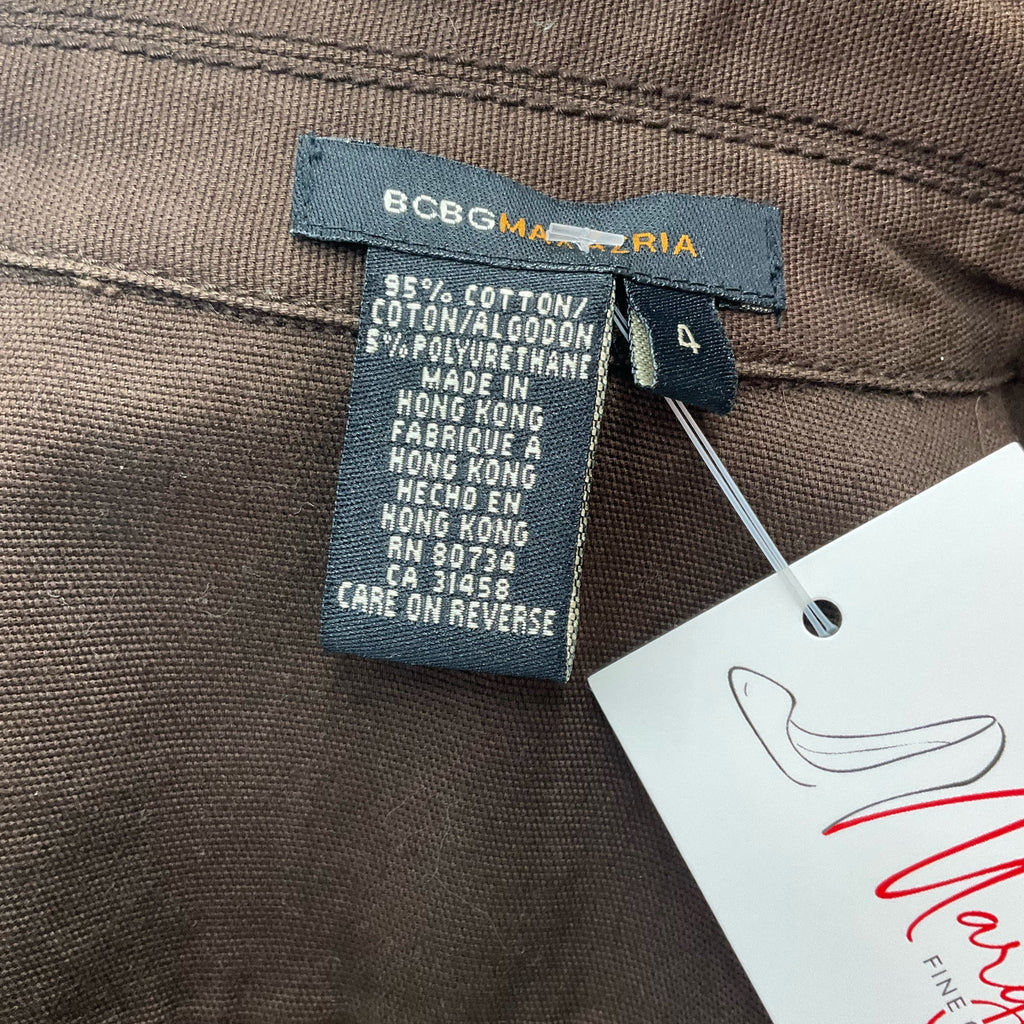 BCBGMAXAZRIA
4
95% COTTON/
COTON/ALGODON
5% POLYURETHANE
MADE IN
HONG KONG
FABRIQUE A
HONG KONG
HECHO EN
HONG KONG
RN 80734
CA 31458
CARE ON REVERSE
FINE